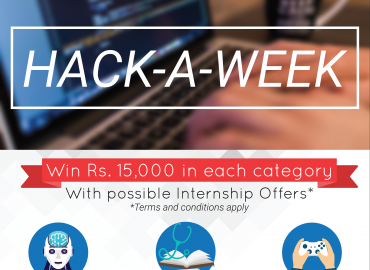 HACK-A-WEEK
Win Rs. 15,000 in each category
With possible Internship Offers*
*Terms and conditions apply